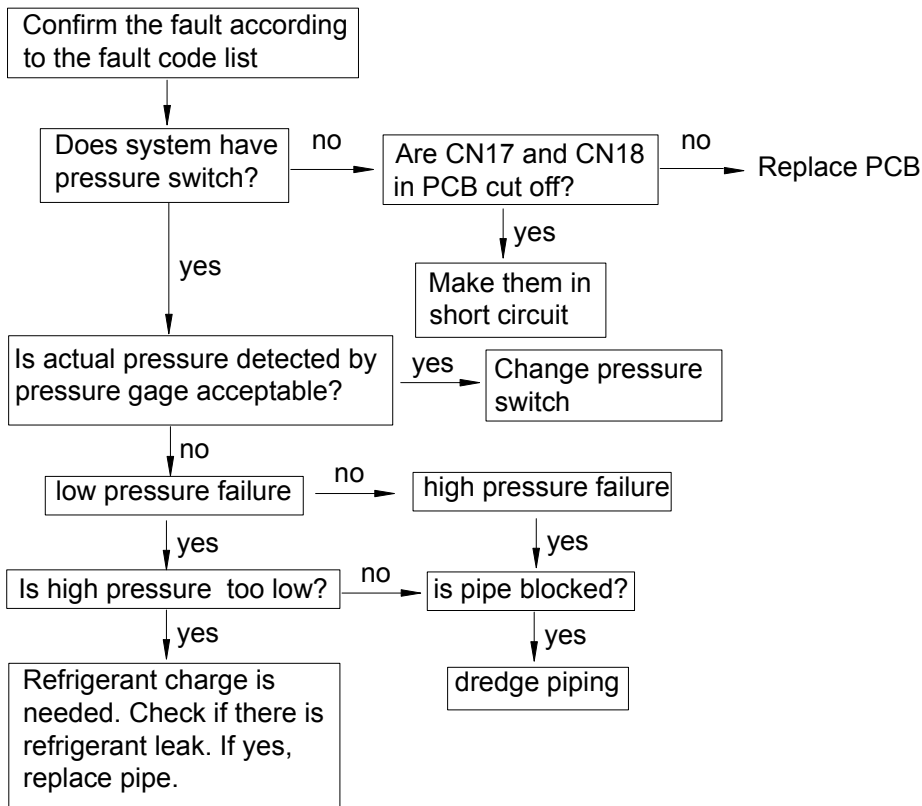 Confirm the fault according
to the fault code list
Does system have
pressure switch?
no
Are CN17 and CN18
in PCB cut off?
no
Replace PCB
yes
Make them in
short circuit
yes
Is actual pressure detected by
pressure gage acceptable?
yes
Change pressure
switch
no
low pressure failure
no
high pressure failure
yes
yes
Is high pressure too low?
no
is pipe blocked?
yes
yes
Refrigerant charge is
needed. Check if there is
refrigerant leak. If yes,
replace pipe.
dredge piping